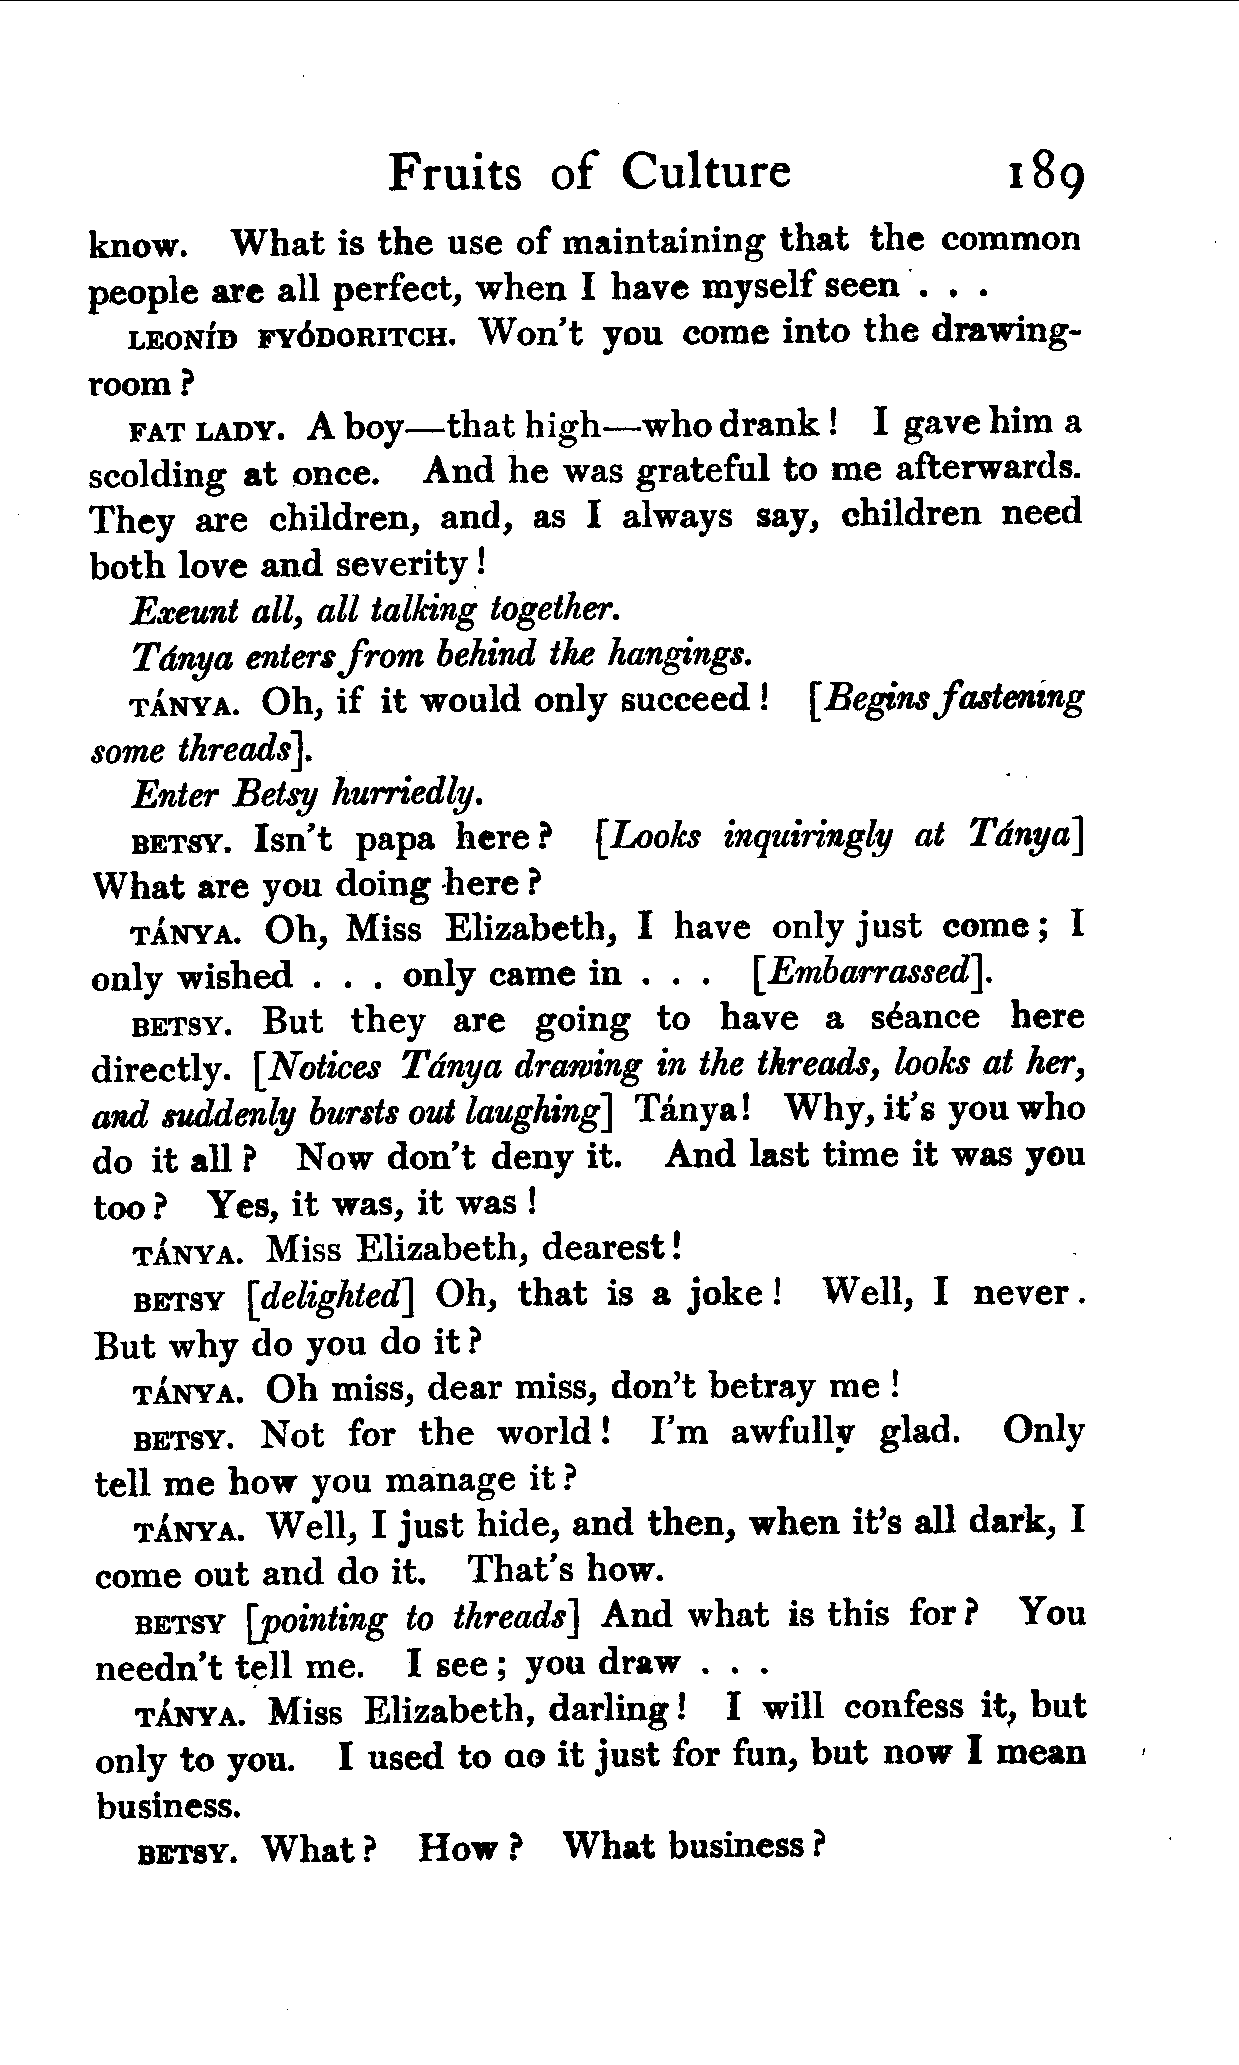 Fruits of Culture 189
know. What is the use of maintaining that the common
people are all perfect, when I have myself seen . . .
LEONÍD FYÓDORITCH. Won't you come into the drawing-
room?
FAT LADY. A boy—that high—who drank! I gave him a
scolding at once. And he was grateful to me afterwards.
They are children, and, as I always say, children need
both love and severity!
Exeunt all, all talking together.
Tánya enters from behind the hangings.
TÁNYA. Oh, if it would only succeed! [Begins fastening
some threads].
Enter Betsy hurriedly.
BETSY. Isn't papa here? [Looks inquiringly at Tánya]
What are you doing here?
TÁNYA. Oh, Miss Elizabeth, I have only just come; I
only wished . . . only came in . . . [Embarrassed].
BETSY. But they are going to have a séance here
directly. [Notices Tánya drawing in the threads, looks at her,
and suddenly bursts out laughing] Tánya! Why, it's you who
do it all? Now don't deny it. And last time it was you
too? Yes, it was, it was!
TÁNYA. Miss Elizabeth, dearest!
BETSY [delighted] Oh, that is a joke! Well, I never.
But why do you do it?
TÁNYA. Oh miss, dear miss, don't betray me!
BETSY. Not for the world! I'm awfully glad. Only
tell me how you manage it?
TÁNYA. Well, I just hide, and then, when it's all dark, I
come out and do it. That's how.
BETSY [pointing to threads] And what is this for? You
needn't tell me. I see; you draw . . .
TÁNYA. Miss Elizabeth, darling! I will confess it, but
only to you. I used to do it just for fun, but now I mean
business.
BETSY. What? How? What business?